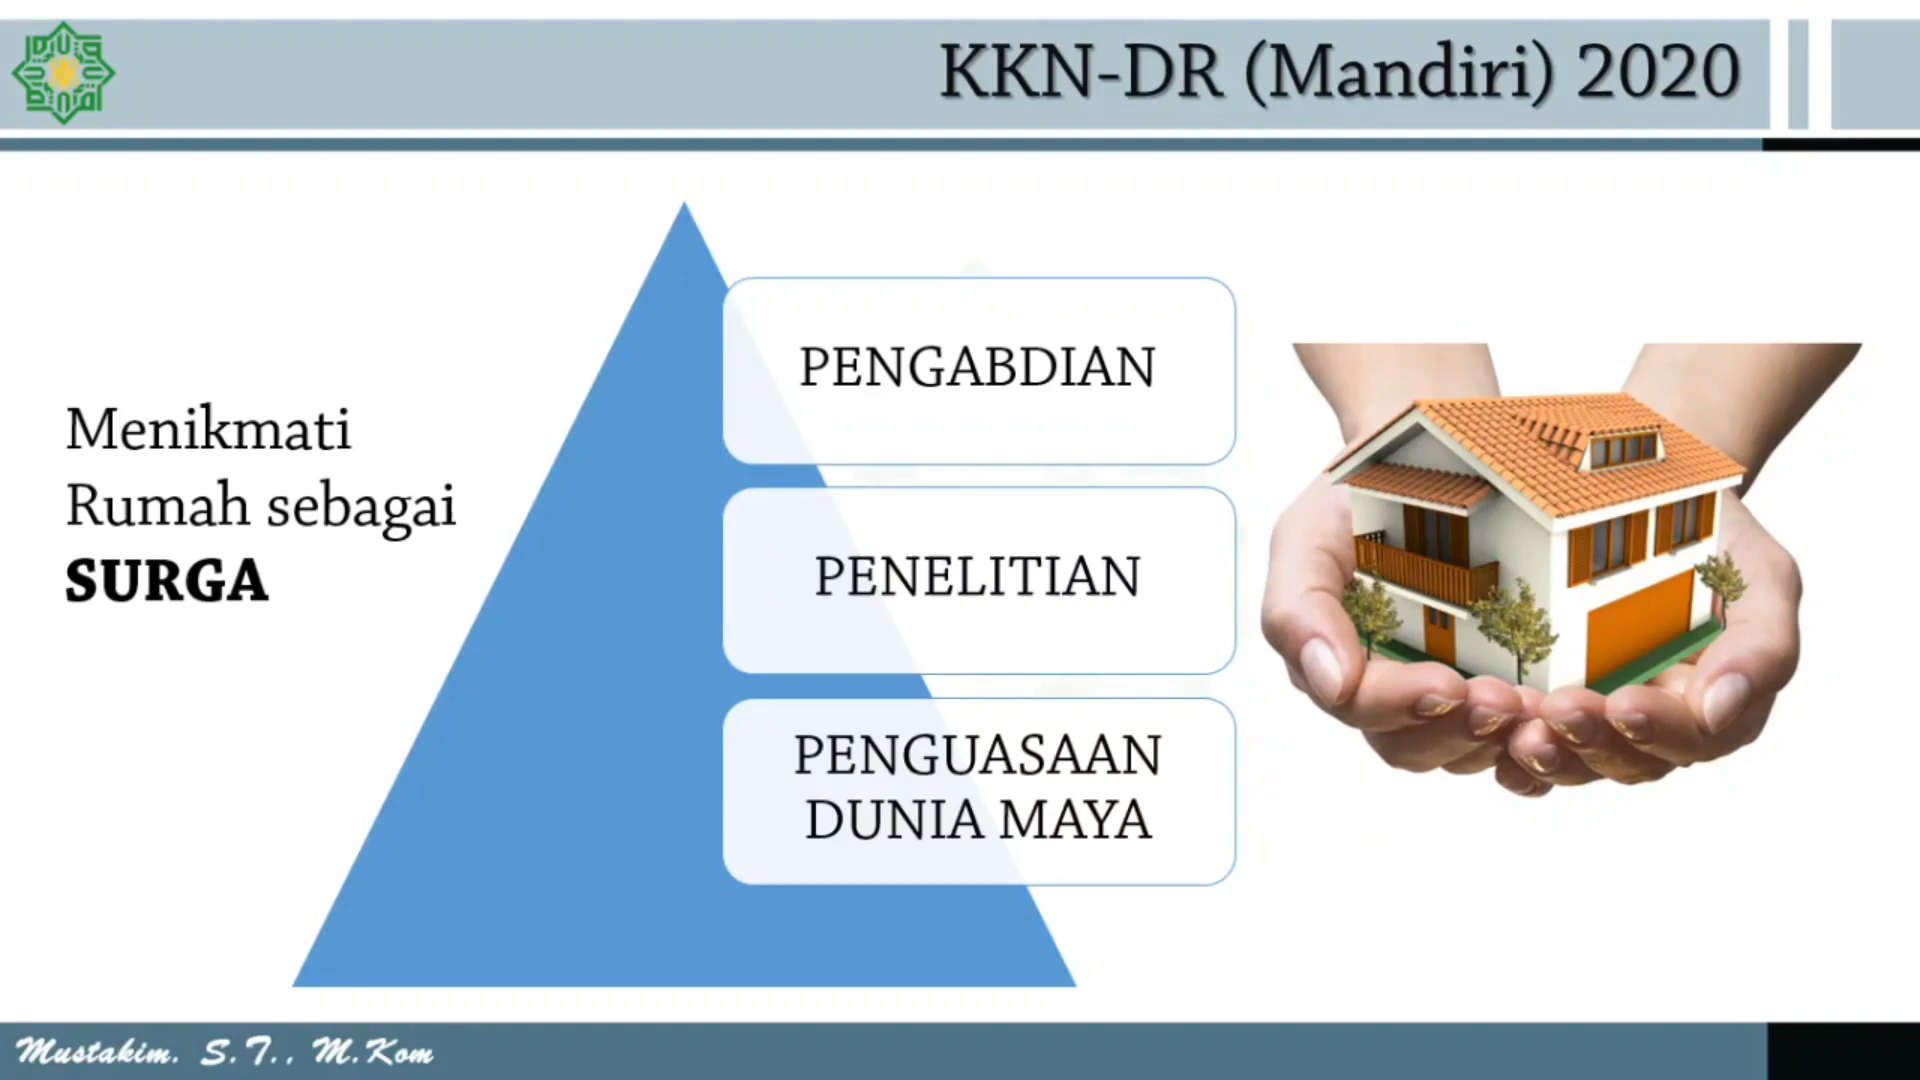 KKN-DR (Mandiri) 2020
Menikmati
Rumah sebagai
SURGA
PENGABDIAN
PENELITIAN
PENGUASAAN
DUNIA MAYA
Mustakim. S.T., M.Kom